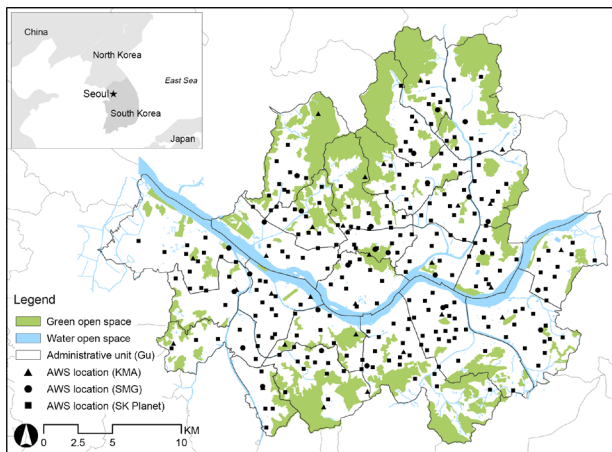 China
North Korea
East Sea
Seoul
South Korea
Japan
Legend
Green open space
Water open space
Administrative unit (Gu)
AWS location (KMA)
AWS location (SMG)
AWS location (SK Planet)
KM
0 2.5 5 10